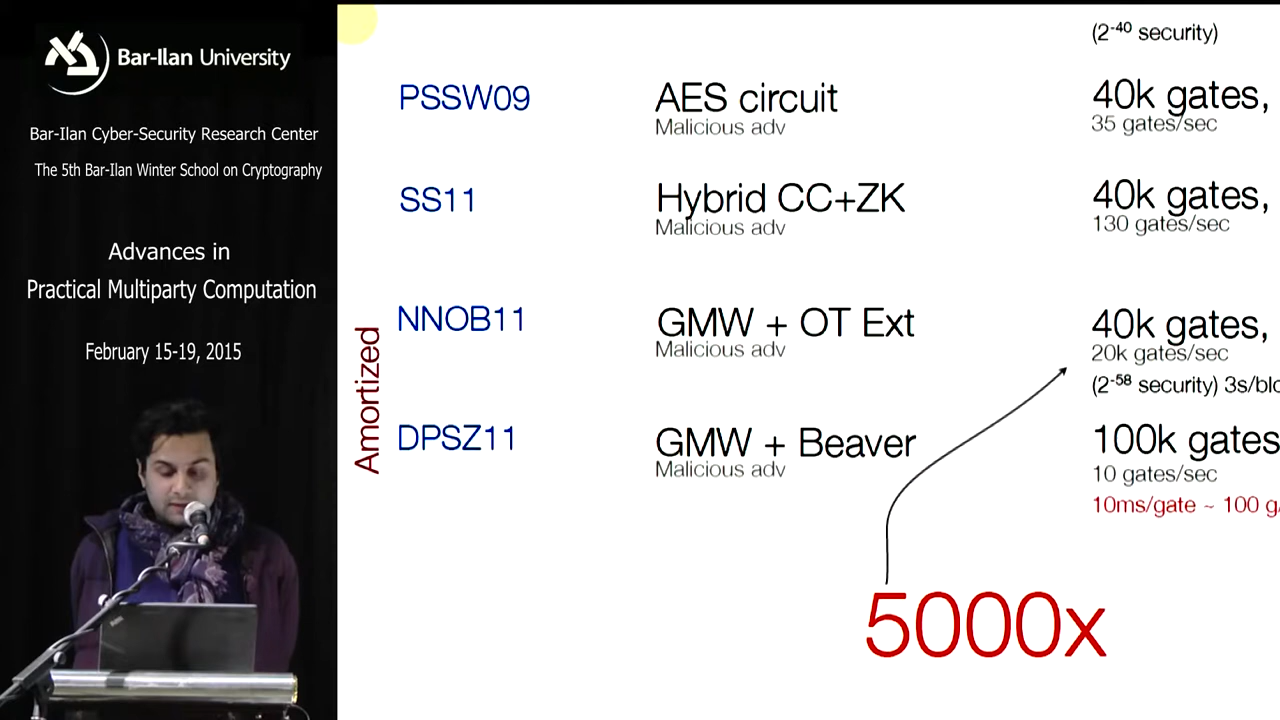 Bar-Ilan University
Bar-Ilan Cyber-Security Research Center
The 5th Bar-Ilan Winter School on Cryptography
Advances in
Practical Multiparty Computation
February 15-19, 2015
(2-40 security)
PSSW09
AES circuit
Malicious adv
40k gates,
35 gates/sec
SS11
Hybrid CC+ZK
Malicious adv
40k gates,
130 gates/sec
Amortized
NNOB11
GMW + OT Ext
Malicious adv
40k gates,
20k gates/sec
(2-58 security) 3s/blo
DPSZ11
GMW + Beaver
Malicious adv
100k gates
10 gates/sec
10ms/gate ~ 100 g/
5000x